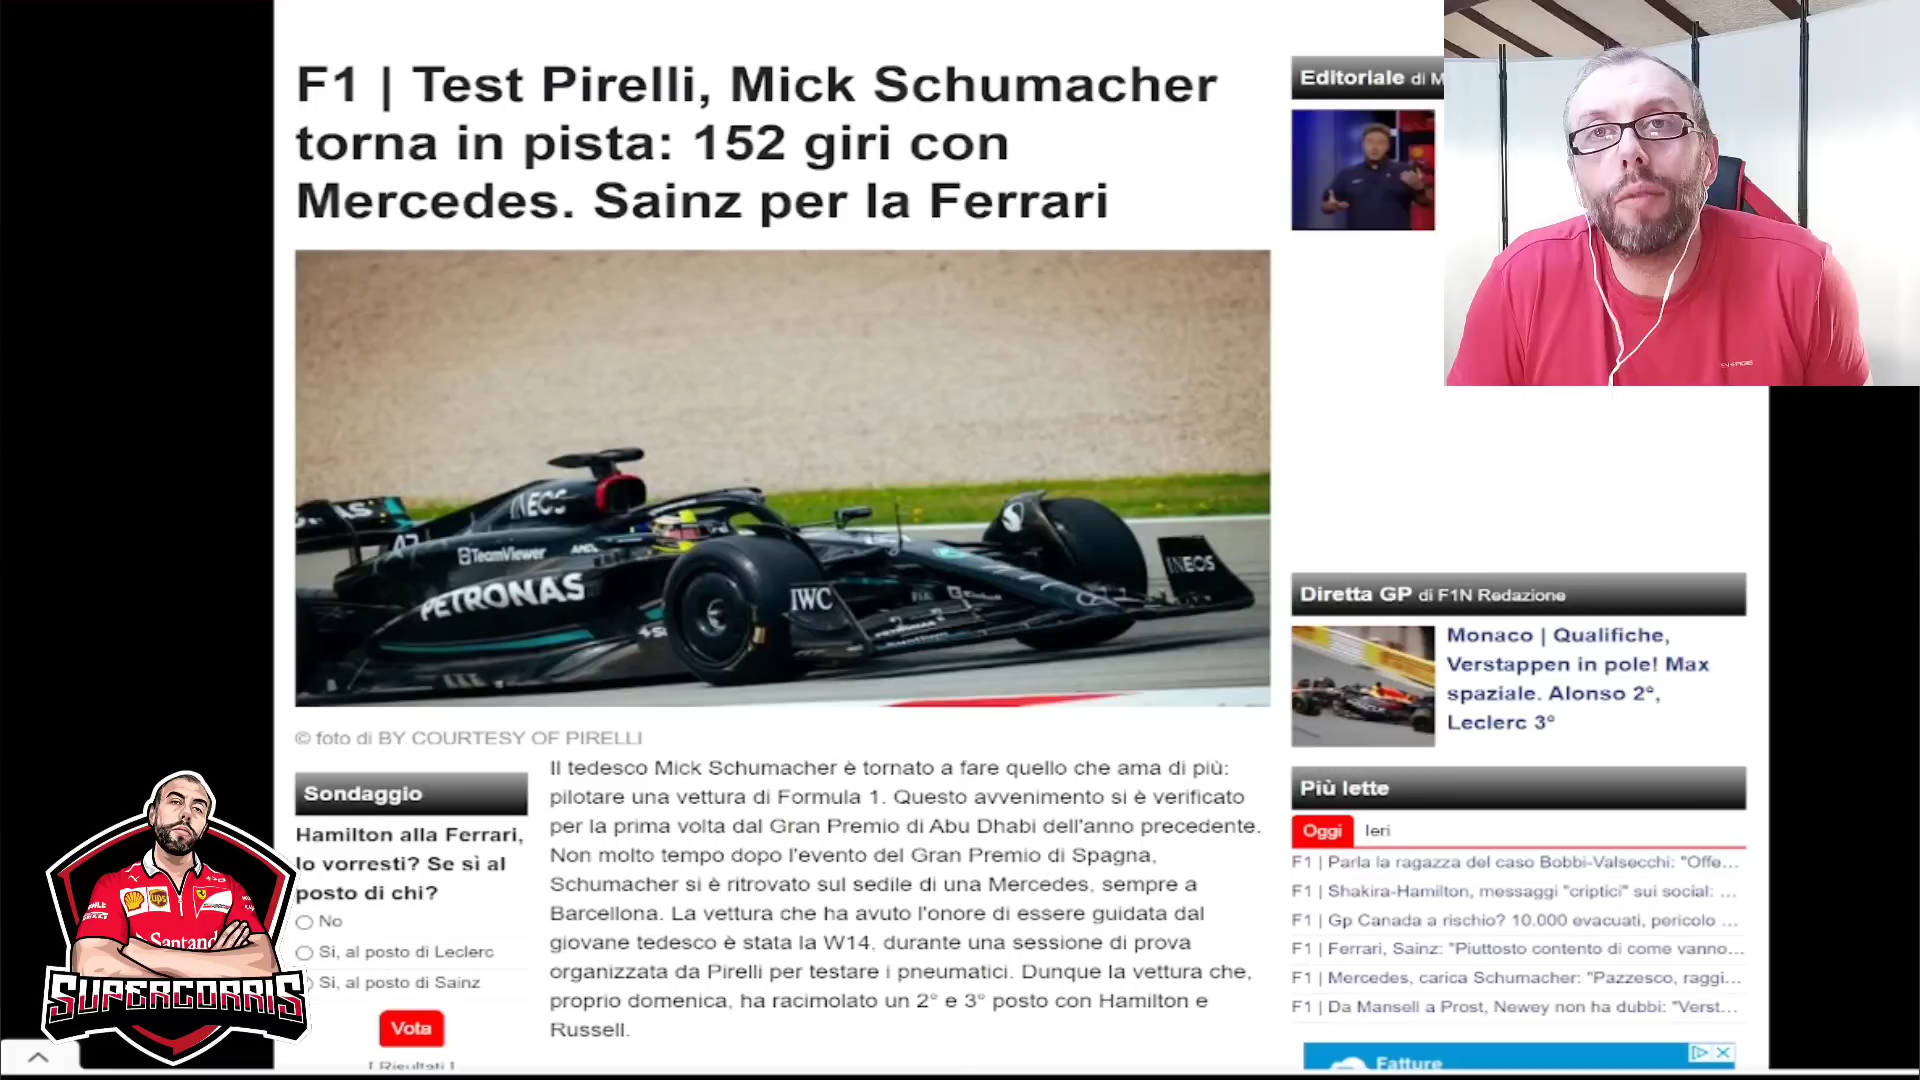 F1 | Test Pirelli, Mick Schumacher
torna in pista: 152 giri con
Mercedes. Sainz per la Ferrari
INEOS
TeamViewer
AMD
PETRONAS
IWC
INEOS
© foto di BY COURTESY OF PIRELLI
Sondaggio
Hamilton alla Ferrari,
lo vorresti? Se sì al
posto di chi?
No
Si, al posto di Leclerc
Si, al posto di Sainz
Vota
[ Risultati ]
Il tedesco Mick Schumacher è tornato a fare quello che ama di più:
pilotare una vettura di Formula 1. Questo avvenimento si è verificato
per la prima volta dal Gran Premio di Abu Dhabi dell'anno precedente.
Non molto tempo dopo l'evento del Gran Premio di Spagna,
Schumacher si è ritrovato sul sedile di una Mercedes, sempre a
Barcellona. La vettura che ha avuto l'onore di essere guidata dal
giovane tedesco è stata la W14, durante una sessione di prova
organizzata da Pirelli per testare i pneumatici. Dunque la vettura che,
proprio domenica, ha racimolato un 2° e 3° posto con Hamilton e
Russell.
Editoriale di M
Diretta GP di F1N Redazione
Monaco | Qualifiche,
Verstappen in pole! Max
spaziale. Alonso 2°,
Leclerc 3°
Più lette
Oggi Ieri
F1 | Parla la ragazza del caso Bobbi-Valsecchi: "Offe...
F1 | Shakira-Hamilton, messaggi "criptici" sui social: ...
F1 | Gp Canada a rischio? 10.000 evacuati, pericolo ...
F1 | Ferrari, Sainz: "Piuttosto contento di come vanno...
F1 | Mercedes, carica Schumacher: "Pazzesco, raggi...
F1 | Da Mansell a Prost, Newey non ha dubbi: "Verst...
Fatture
ups
Santand
SUPERCORRIS